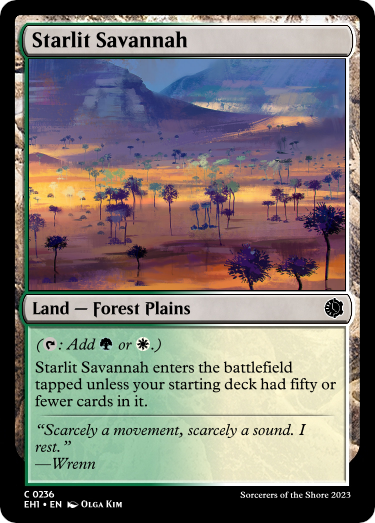 Starlit Savannah
Land — Forest Plains
(: Add or .)
Starlit Savannah enters the battlefield
tapped unless your starting deck had fifty or
fewer cards in it.
“Scarcely a movement, scarcely a sound. I
rest.”
—Wrenn
C 0236
EH1 • EN Olga Kim
Sorcerers of the Shore 2023